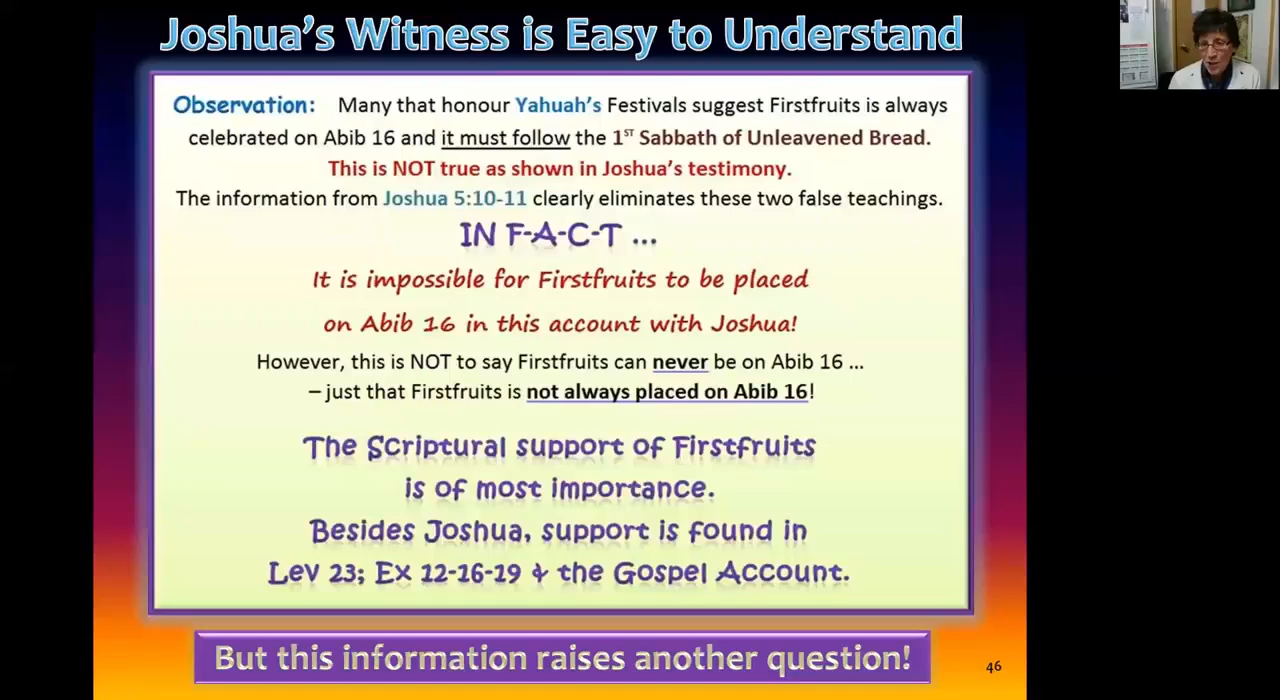 Joshua's Witness is Easy to Understand
Observation: Many that honour Yahuah's Festivals suggest Firstfruits is always
celebrated on Abib 16 and it must follow the 1ST Sabbath of Unleavened Bread.
This is NOT true as shown in Joshua's testimony.
The information from Joshua 5:10-11 clearly eliminates these two false teachings.
IN F-A-C-T ...
It is impossible for Firstfruits to be placed
on Abib 16 in this account with Joshua!
However, this is NOT to say Firstfruits can never be on Abib 16 ...
– just that Firstfruits is not always placed on Abib 16!
The Scriptural support of Firstfruits
is of most importance.
Besides Joshua, support is found in
Lev 23; Ex 12-16-19 & the Gospel Account.
But this information raises another question!
46